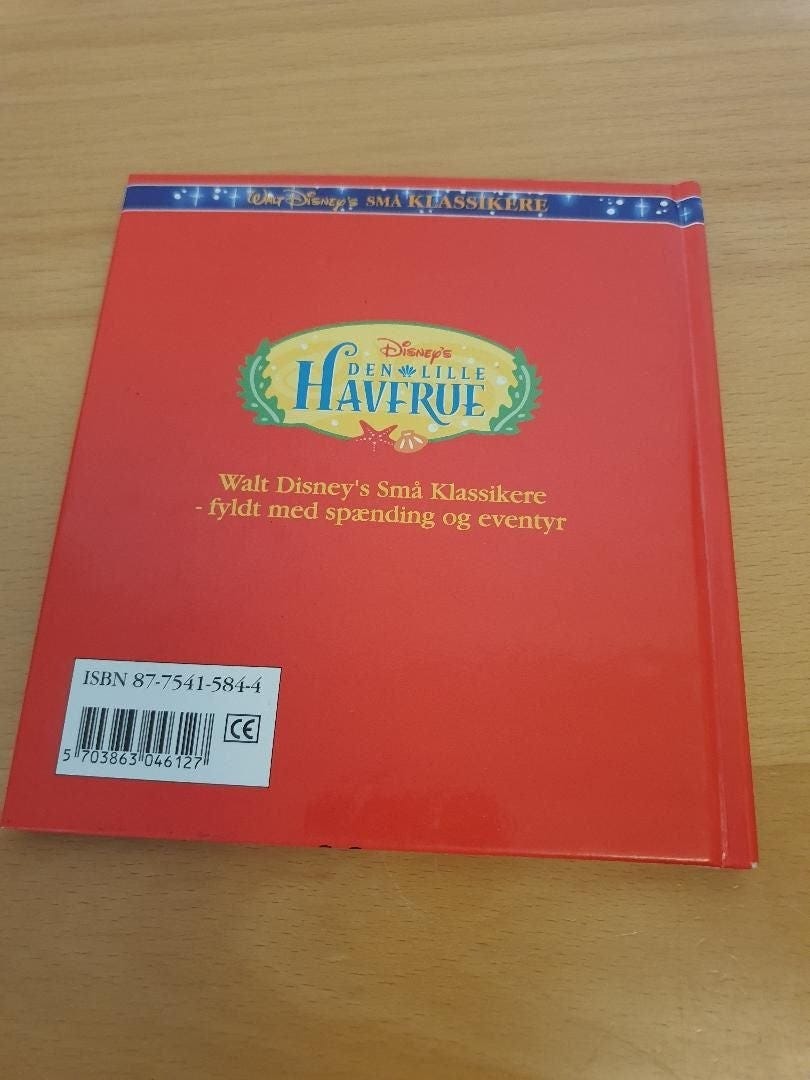 WALT DISNEY'S SMÅ KLASSIKERE
DISNEY'S
DEN LILLE
HAVFRUE
Walt Disney's Små Klassikere
- fyldt med spænding og eventyr
ISBN 87-7541-584-4
CE
5 703863 046127